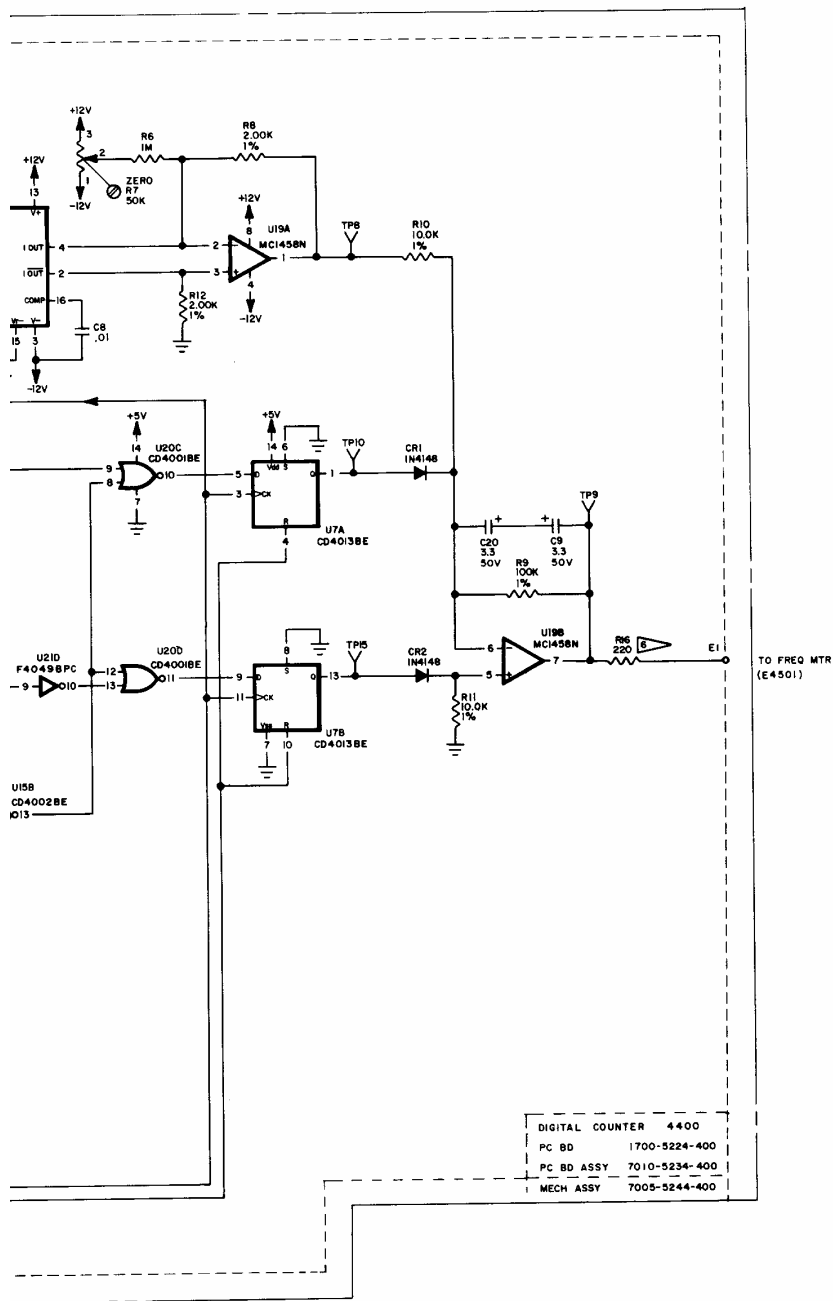 +12V
3
2
1
-12V
R6
1M
ZERO
R7
50K
R8
2.00K
1%
+12V
13
V+
I OUT 4
I OUT 2
COMP 16
V-
15
3
-12V
C8
.01
+12V
8
U19A
MC1458N
2 -
3 +
1
4
-12V
R12
2.00K
1%
TP8
R10
10.0K
1%
+5V
14
U20C
CD4001BE
9
8
10
7
+5V
14 6
Vdd S
5 D
3 CK
Q 1
R
4
U7A
CD4013BE
TP10
CR1
1N4148
TP9
+
+
C20
3.3
50V
C9
3.3
50V
R9
100K
1%
U21D
F4049BPC
9
10
U20D
CD4001BE
12
13
11
8
S
9 D
11 CK
Q 13
R
7 10
U7B
CD4013BE
TP15
CR2
1N4148
R11
10.0K
1%
U19B
MC1458N
6 -
5 +
7
R16
220
6
E1
TO FREQ MTR
(E4501)
U15B
CD4002BE
13
DIGITAL COUNTER 4400
PC BD 1700-5224-400
PC BD ASSY 7010-5234-400
MECH ASSY 7005-5244-400